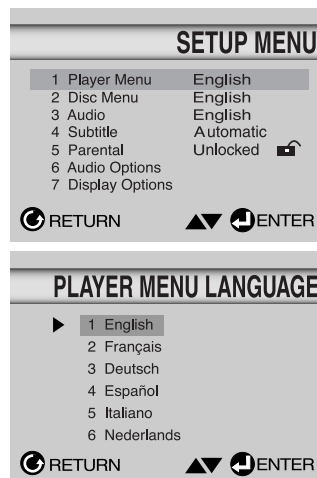 SETUP MENU
1 Player Menu English
2 Disc Menu English
3 Audio English
4 Subtitle Automatic
5 Parental Unlocked
6 Audio Options
7 Display Options
RETURN ENTER
PLAYER MENU LANGUAGE
1 English
2 Français
3 Deutsch
4 Español
5 Italiano
6 Nederlands
RETURN ENTER